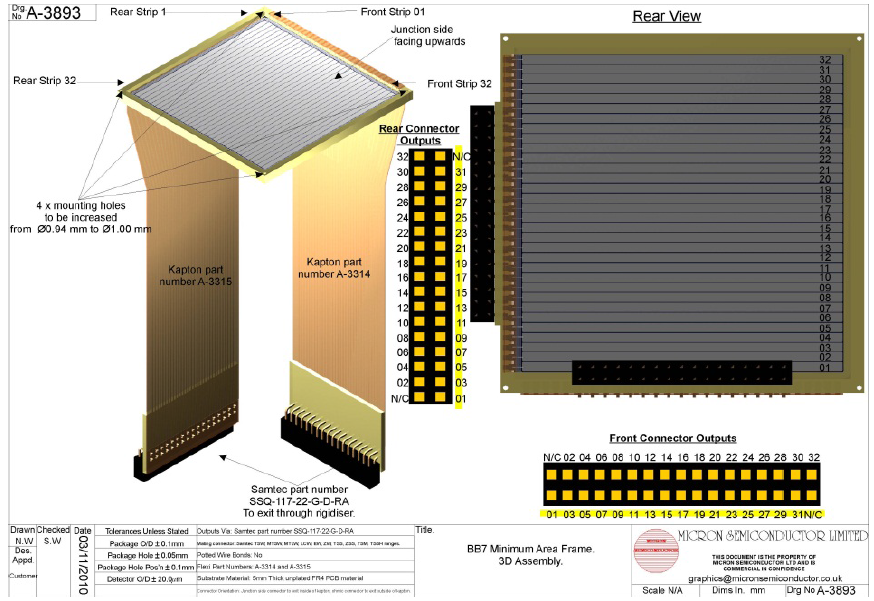 Drg.
No A-3893
Rear Strip 1
Front Strip 01
Junction side
facing upwards
Rear Strip 32
Front Strip 32
4 x mounting holes
to be increased
from Ø0.94 mm to Ø1.00 mm
Kapton part
number A-3315
Kapton part
number A-3314
Samtec part number
SSQ-117-22-G-D-RA
To exit through rigidiser.
Rear Connector
Outputs
32 N/C
30 31
28 29
26 27
24 25
22 23
20 21
18 19
16 17
14 15
12 13
10 11
08 09
06 07
04 05
02 03
N/C 01
Rear View
32
31
30
29
28
27
26
25
24
23
22
21
20
19
18
17
16
15
14
13
12
11
10
09
08
07
06
05
04
03
02
01
Front Connector Outputs
N/C 02 04 06 08 10 12 14 16 18 20 22 24 26 28 30 32
01 03 05 07 09 11 13 15 17 19 21 23 25 27 29 31 N/C
Drawn
N.W
Checked
S.W
Des.
Appd.
Customer
Date
03/11/2010
Tolerances Unless Stated
Package O/D ± 0.1mm
Package Hole ± 0.05mm
Package Hole Pos'n ± 0.1mm
Detector O/D ± 20.0µm
Outputs Via: Samtec part number SSQ-117-22-G-D-RA
Potted Wire Bonds: No
Flexi Part Numbers: A-3314 and A-3315
Substrate Material: 5mm Thick unplated FR4 PCB material
Title.
BB7 Minimum Area Frame.
3D Assembly.
MICRON SEMICONDUCTOR LIMITED
THIS DOCUMENT IS THE PROPERTY OF
MICRON SEMICONDUCTOR LTD AND IS
COMMERCIAL IN CONFIDENCE
graphics@micronsemiconductor.co.uk
Scale N/A
Dims In. mm
Drg No A-3893